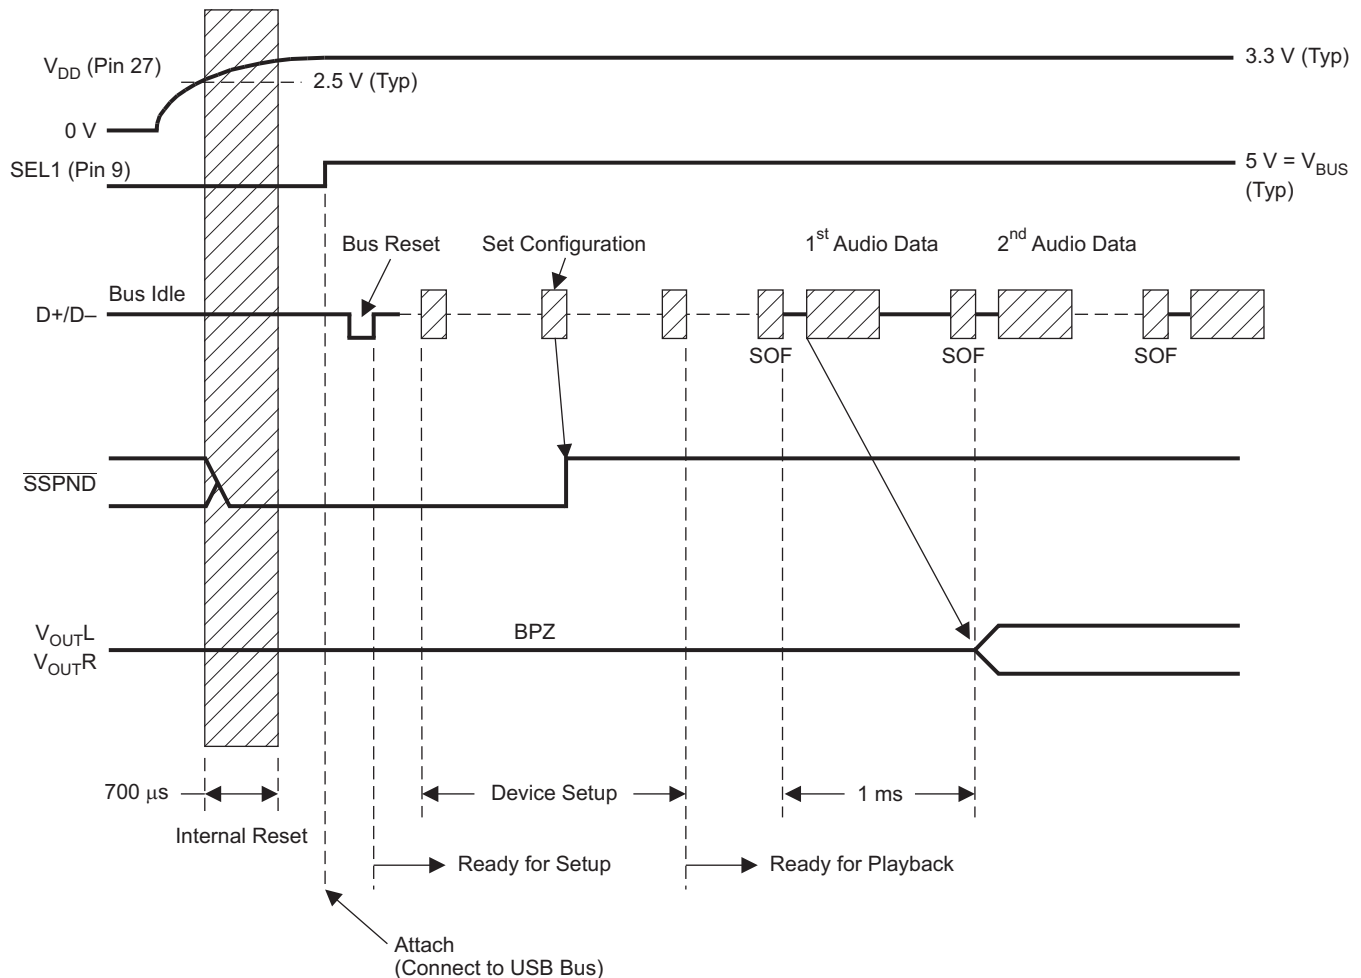 V_DD (Pin 27)
3.3 V (Typ)
2.5 V (Typ)
0 V
SEL1 (Pin 9)
5 V = V_BUS
(Typ)
Bus Reset
Set Configuration
1st Audio Data
2nd Audio Data
Bus Idle
D+/D–
SOF
SOF
SOF
SSPND
BPZ
V_OUTL
V_OUTR
700 μs
Device Setup
1 ms
Internal Reset
Ready for Setup
Ready for Playback
Attach
(Connect to USB Bus)